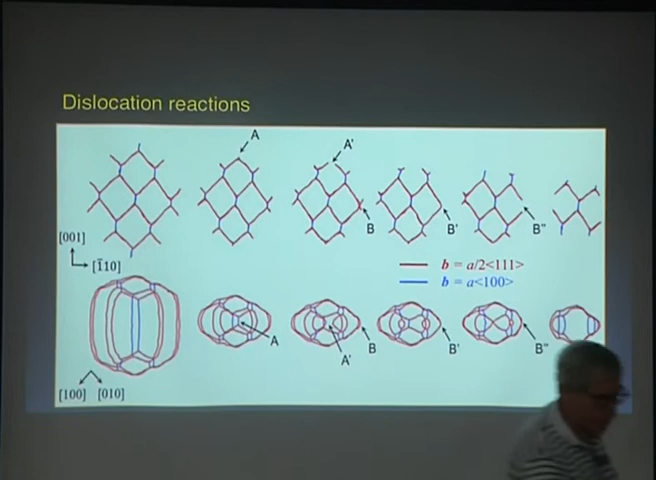 Dislocation reactions
A
A'
B
B'
B"
[001]
[1̅10]
b = a/2<111>
b = a<100>
A
A'
B
B'
B"
[100] [010]